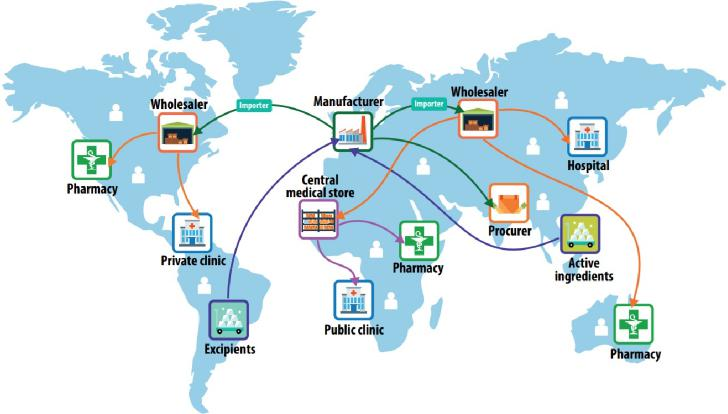 Wholesaler
Importer
Manufacturer
Importer
Wholesaler
Pharmacy
Hospital
Central
medical store
Private clinic
Procurer
Pharmacy
Active
ingredients
Public clinic
Excipients
Pharmacy